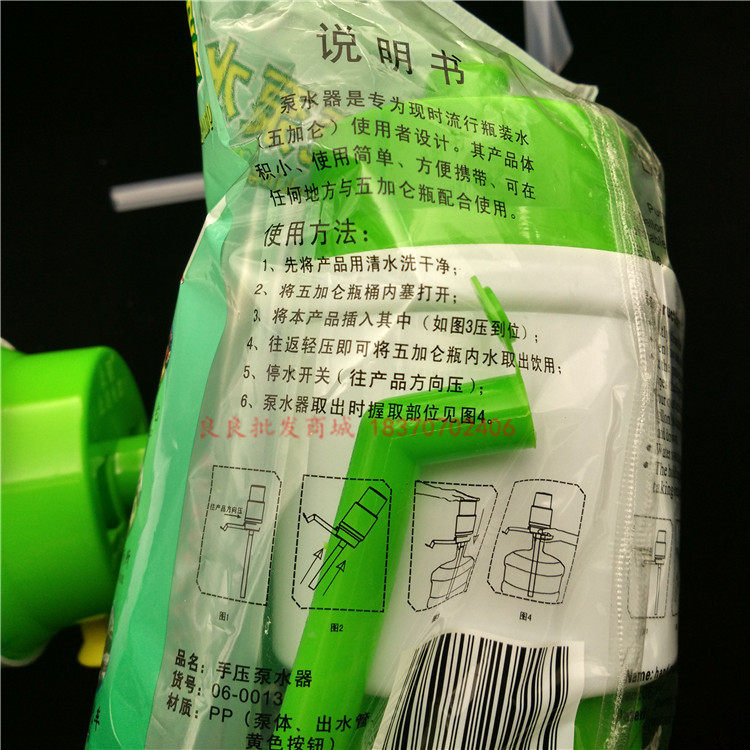 说明书
泵水器是专为现时流行瓶装水
（五加仑）使用者设计。其产品体
积小、使用简单、方便携带、可在
任何地方与五加仑瓶配合使用。
使用方法：
1、先将产品用清水洗干净；
2、将五加仑瓶桶内塞打开；
3、将本产品插入其中（如图3压到位）；
4、往返轻压即可将五加仑瓶内水取出饮用；
5、停水开关（往产品方向压）；
6、泵水器取出时握取部位见图4。
良良批发商城 18370702406
往产品方向压
图1
图2
图3
图4
品名：手压泵水器
货号：06-0013
材质：PP（泵体、出水管
黄色按钮）
Name: